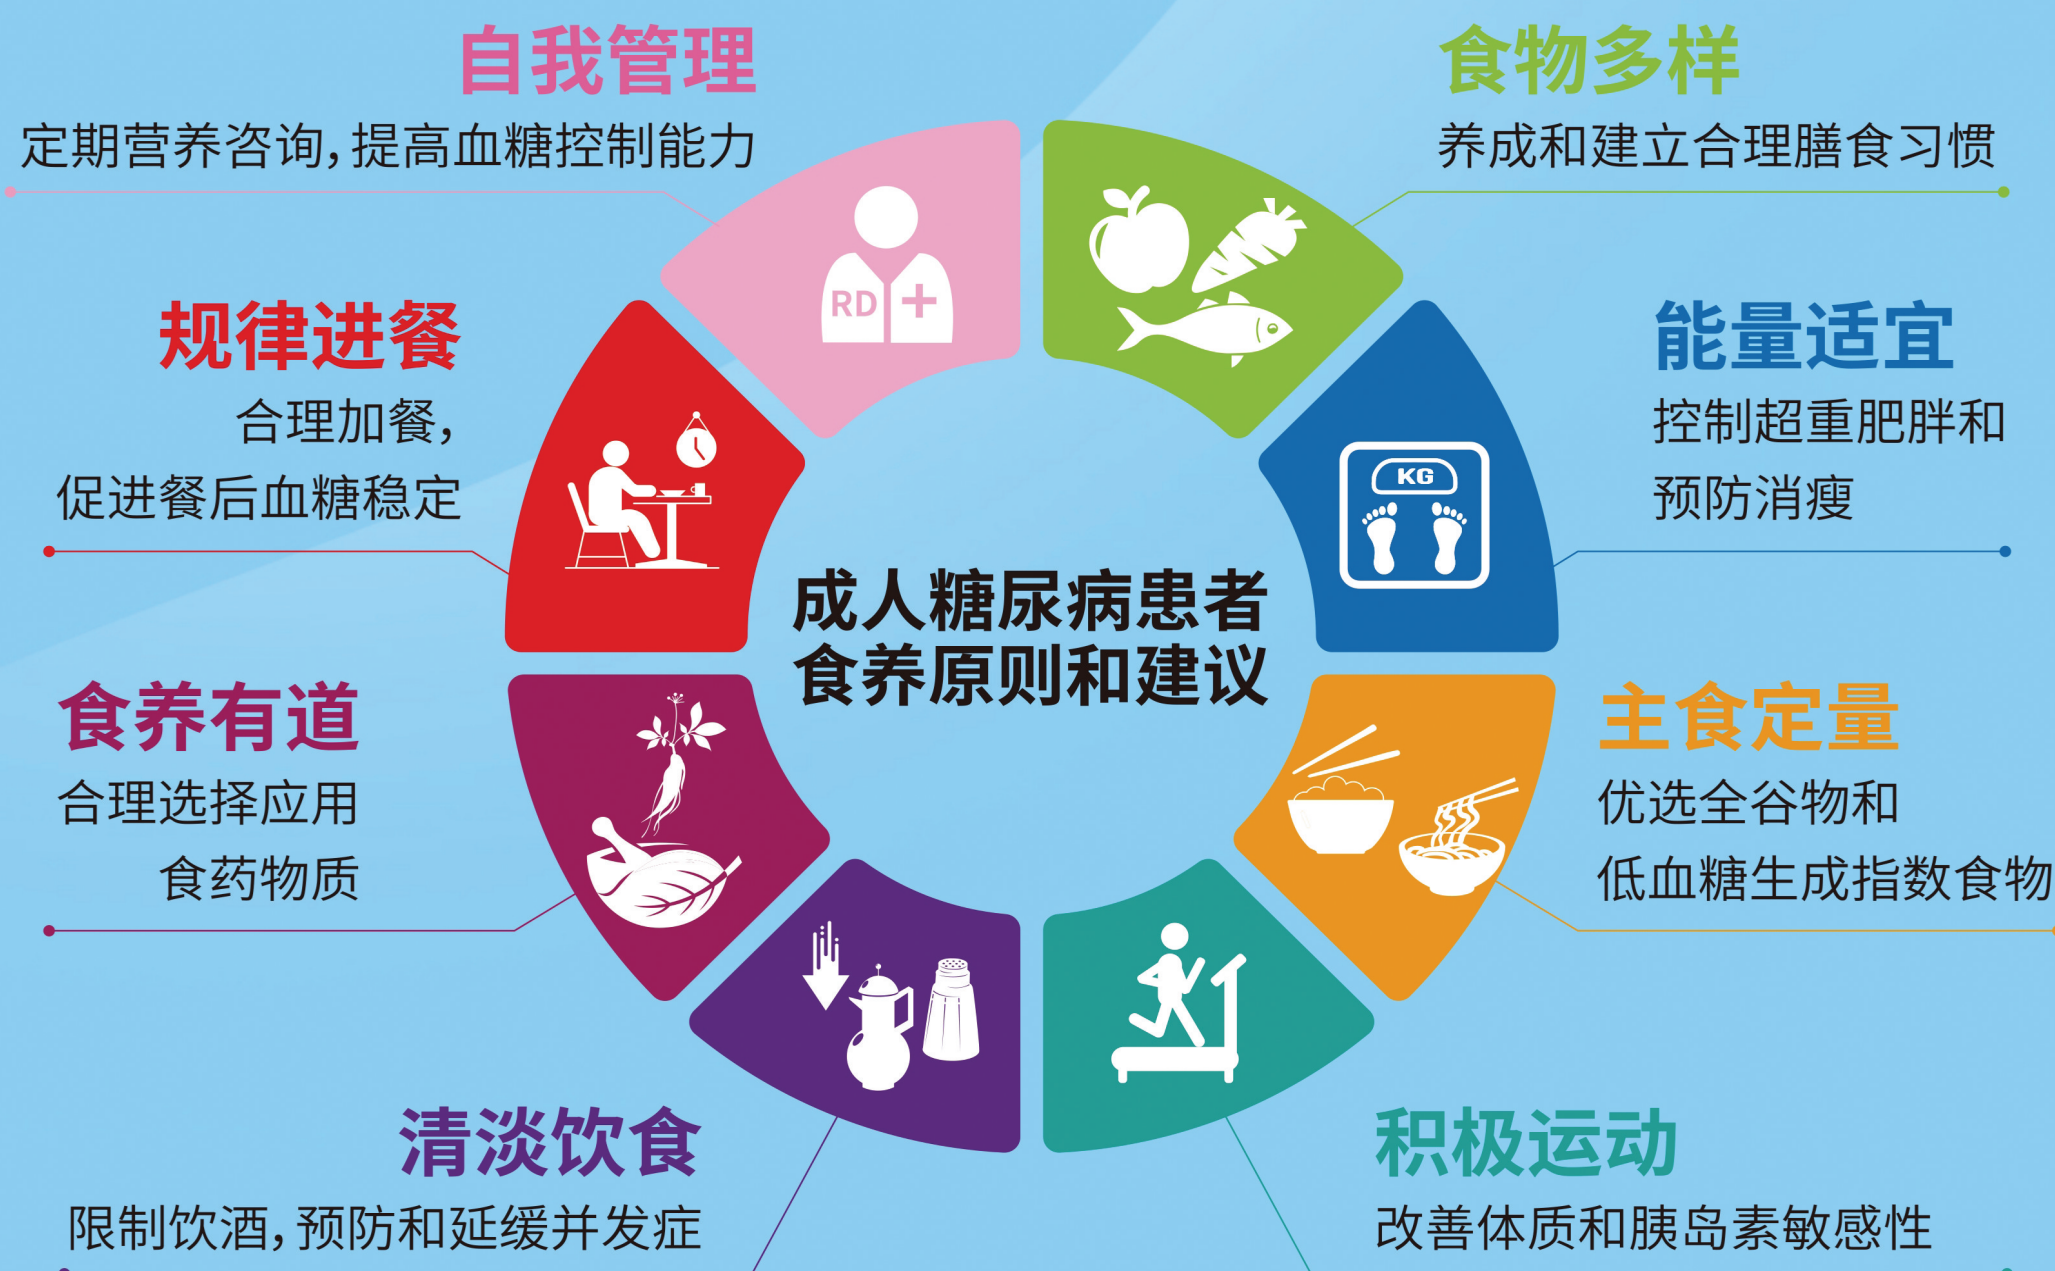 自我管理
定期营养咨询，提高血糖控制能力
食物多样
养成和建立合理膳食习惯
RD
规律进餐
合理加餐，
促进餐后血糖稳定
能量适宜
控制超重肥胖和
预防消瘦
KG
成人糖尿病患者
食养原则和建议
食养有道
合理选择应用
食药物质
主食定量
优选全谷物和
低血糖生成指数食物
清淡饮食
限制饮酒，预防和延缓并发症
积极运动
改善体质和胰岛素敏感性